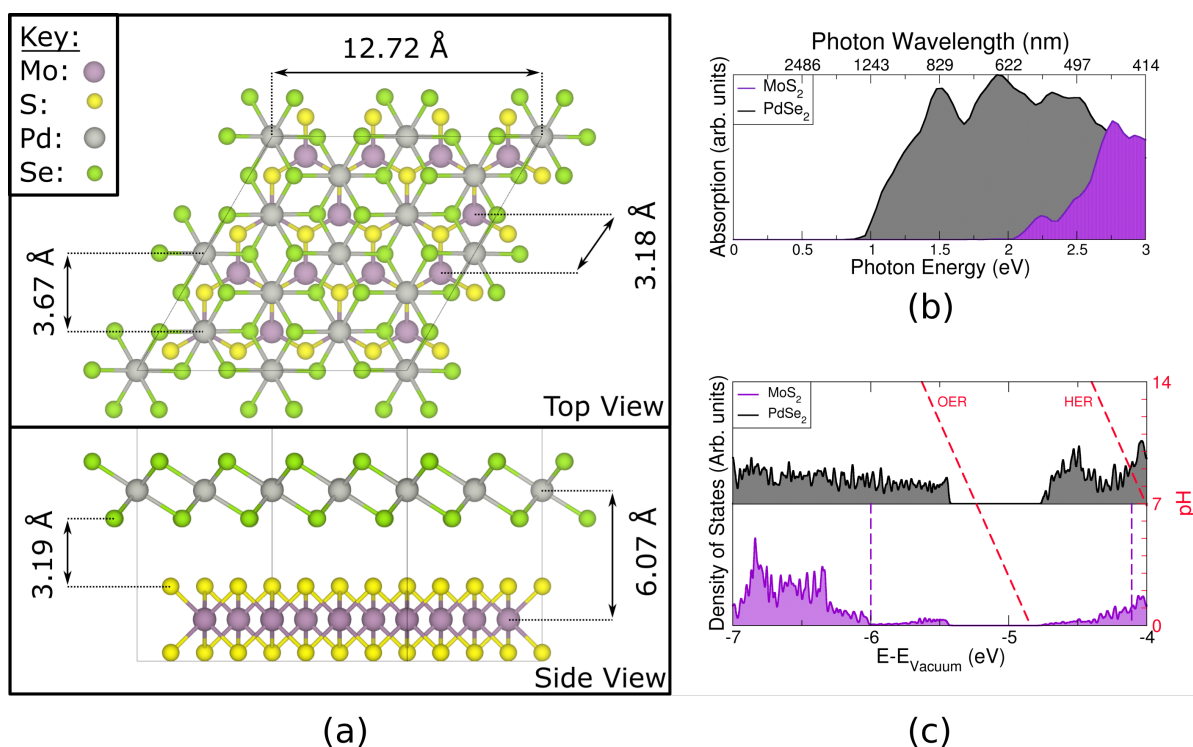 Key:
Mo:
S:
Pd:
Se:
12.72 Å
3.18 Å
3.67 Å
Top View
3.19 Å
6.07 Å
Side View
(a)
Photon Wavelength (nm)
2486 1243 829 622 497 414
MoS₂
PdSe₂
Absorption (arb. units)
0 0.5 1 1.5 2 2.5 3
Photon Energy (eV)
(b)
MoS₂
PdSe₂
OER
HER
14
7
0
pH
Density of States (Arb. units)
-7 -6 -5 -4
E-E_Vacuum (eV)
(c)